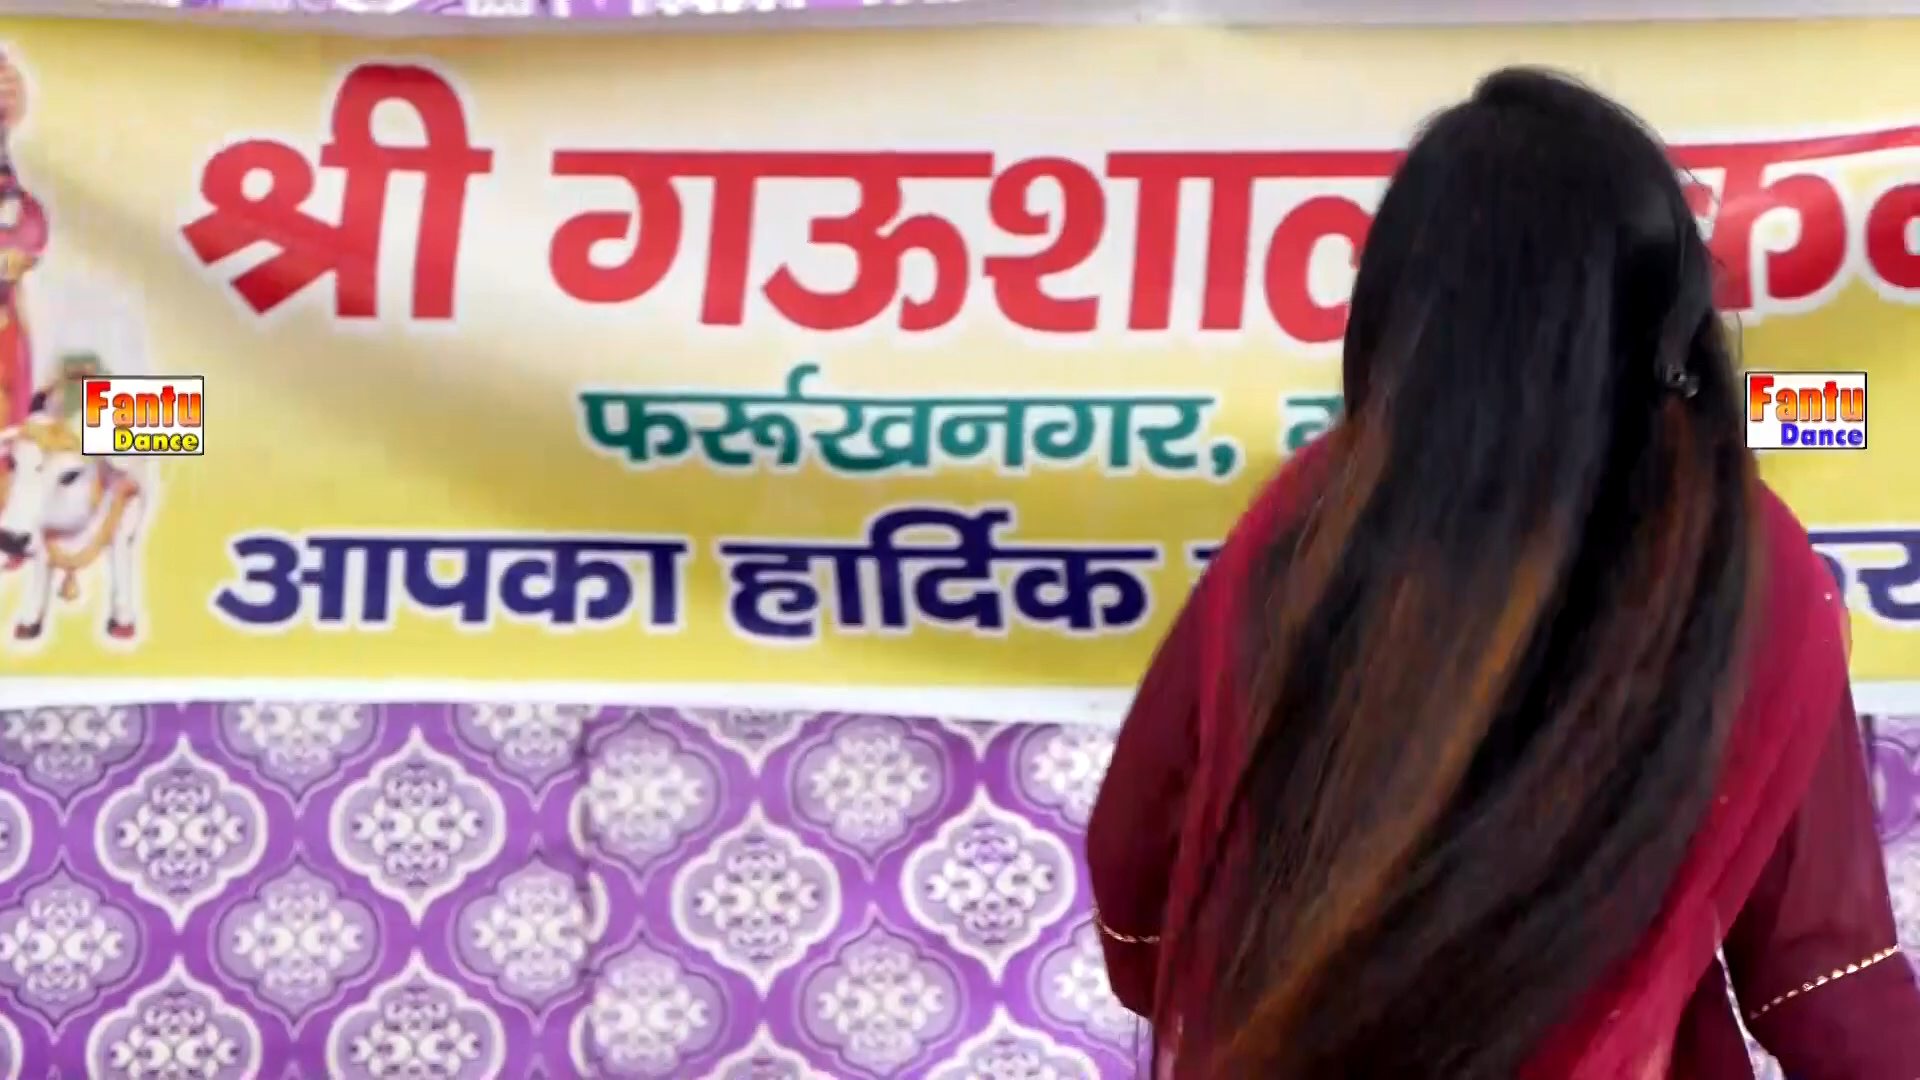 श्री गऊशाला
फर्रूखनगर,
आपका हार्दिक
Fantu
Dance
Fantu
Dance